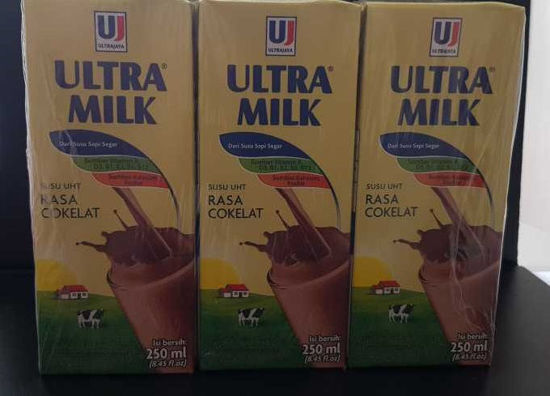 UJ
ULTRAJAYA
ULTRA®
MILK
Dari Susu Sapi Segar
SUSU UHT
RASA
COKELAT
Isi bersih:
250 ml
(8.45 fl.oz)
UJ
ULTRAJAYA
ULTRA®
MILK
Dari Susu Sapi Segar
SUSU UHT
RASA
COKELAT
Isi bersih:
250 ml
(8.45 fl.oz)
UJ
ULTRAJAYA
ULTRA®
MILK
Dari Susu Sapi Segar
SUSU UHT
RASA
COKELAT
Isi bersih:
250 ml
(8.45 fl.oz)